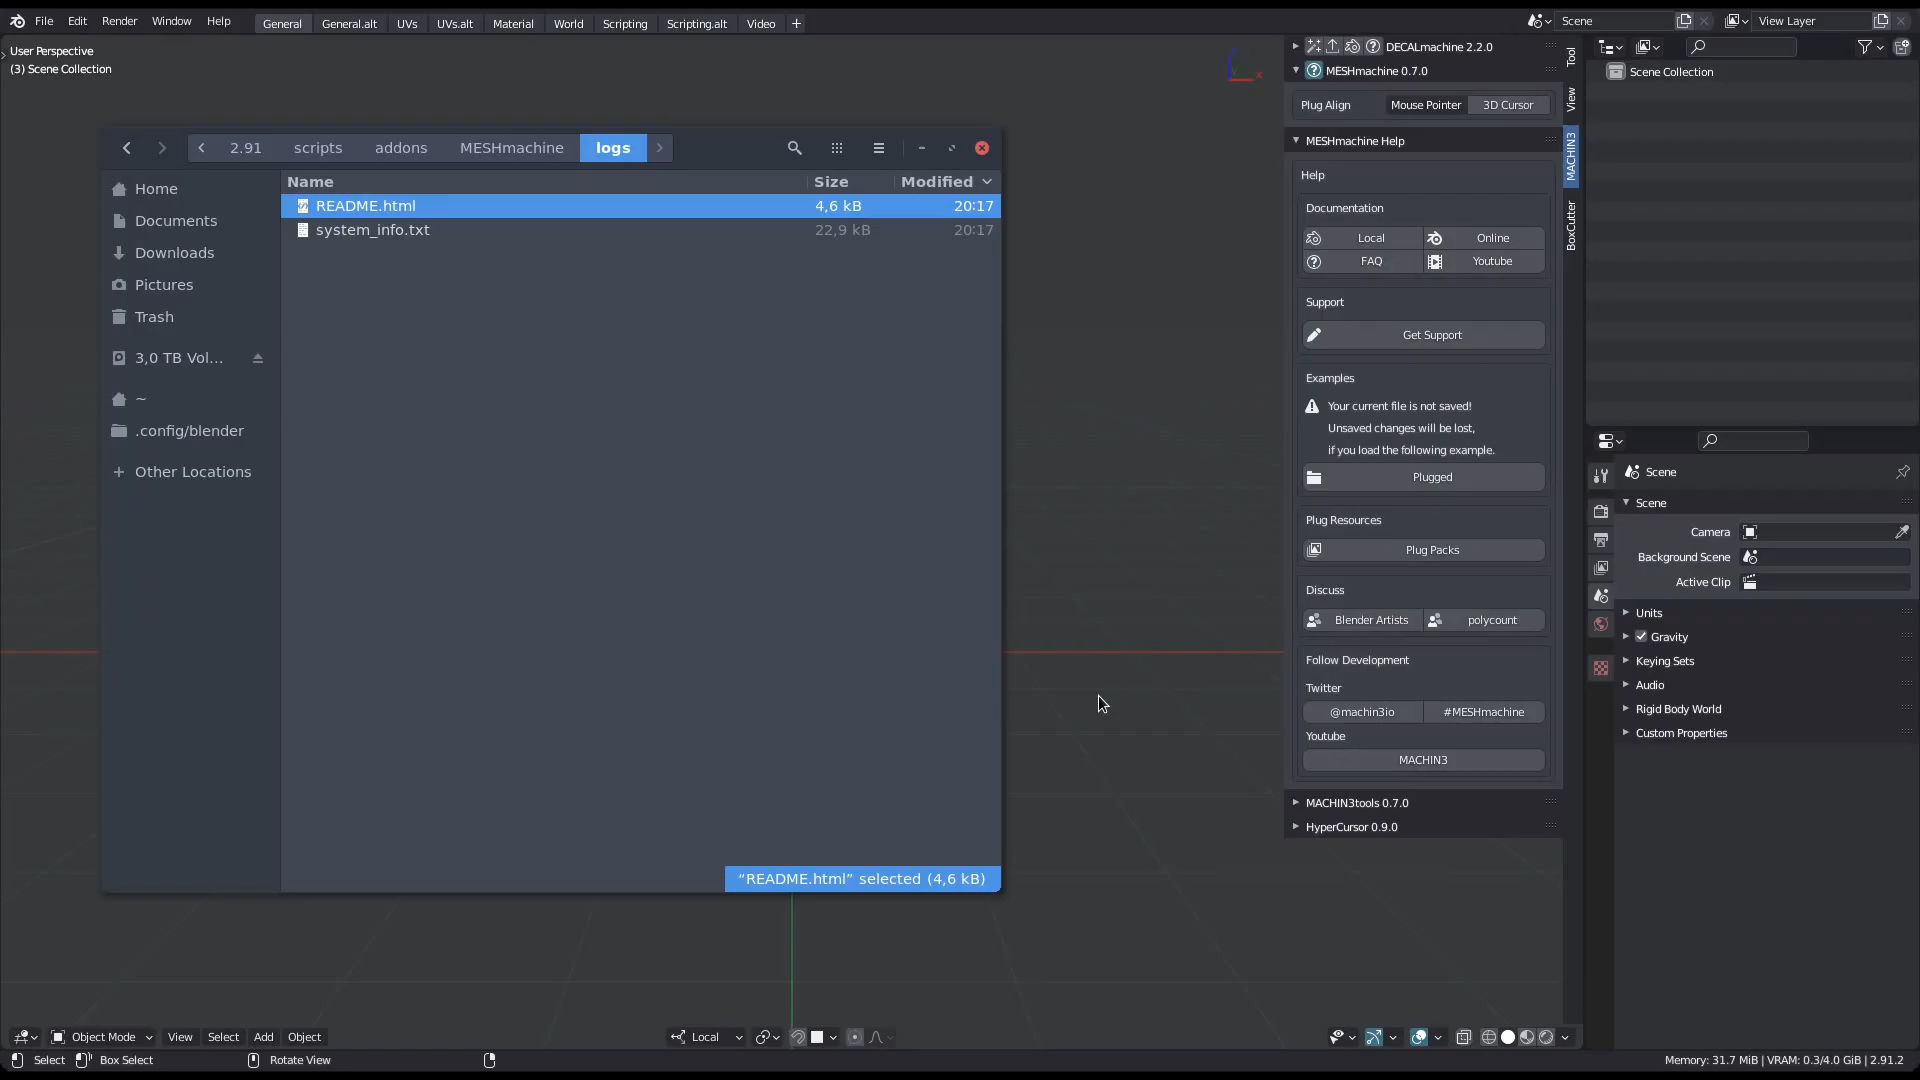 File Edit Render Window Help General General.alt UVs UVs.alt Material World Scripting Scripting.alt Video + Scene View Layer
User Perspective
(3) Scene Collection
2.91 scripts addons MESHmachine logs
Name Size Modified
README.html 4,6 kB 20:17
system_info.txt 22,9 kB 20:17
Home
Documents
Downloads
Pictures
Trash
3,0 TB Vol...
~
.config/blender
+ Other Locations
"README.html" selected (4,6 kB)
DECALmachine 2.2.0
MESHmachine 0.7.0
Plug Align Mouse Pointer 3D Cursor
MESHmachine Help
Help
Documentation
Local Online
FAQ Youtube
Support
Get Support
Examples
Your current file is not saved!
Unsaved changes will be lost,
if you load the following example.
Plugged
Plug Resources
Plug Packs
Discuss
Blender Artists polycount
Follow Development
Twitter
@machin3io #MESHmachine
Youtube
MACHIN3
MACHIN3tools 0.7.0
HyperCursor 0.9.0
Tool
View
MACHIN3
BoxCutter
Scene Collection
Scene
Scene
Camera
Background Scene
Active Clip
Units
Gravity
Keying Sets
Audio
Rigid Body World
Custom Properties
Object Mode View Select Add Object Local
Select Box Select Rotate View Memory: 31.7 MiB | VRAM: 0.3/4.0 GiB | 2.91.2